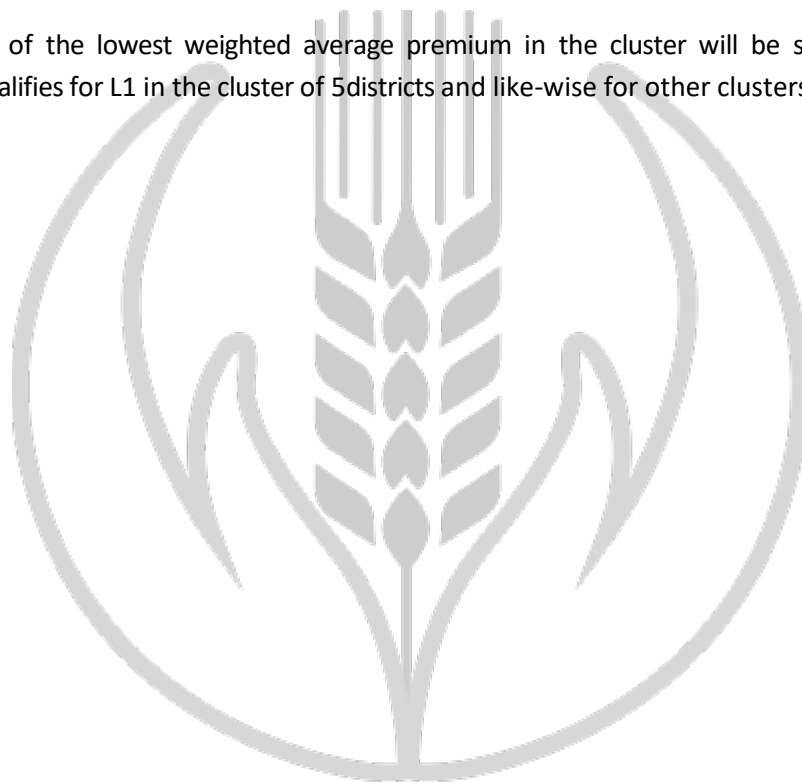 of the lowest weighted average premium in the cluster will be s
alifies for L1 in the cluster of 5districts and like-wise for other clusters